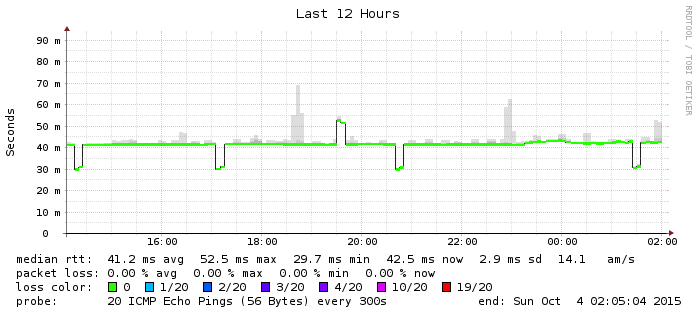 Last 12 Hours
RRDTOOL / TOBI OETIKER
Seconds
90 m
80 m
70 m
60 m
50 m
40 m
30 m
20 m
10 m
0
16:00 18:00 20:00 22:00 00:00 02:00
median rtt: 41.2 ms avg 52.5 ms max 29.7 ms min 42.5 ms now 2.9 ms sd 14.1 am/s
packet loss: 0.00 % avg 0.00 % max 0.00 % min 0.00 % now
loss color: 0 1/20 2/20 3/20 4/20 10/20 19/20
probe: 20 ICMP Echo Pings (56 Bytes) every 300s end: Sun Oct 4 02:05:04 2015